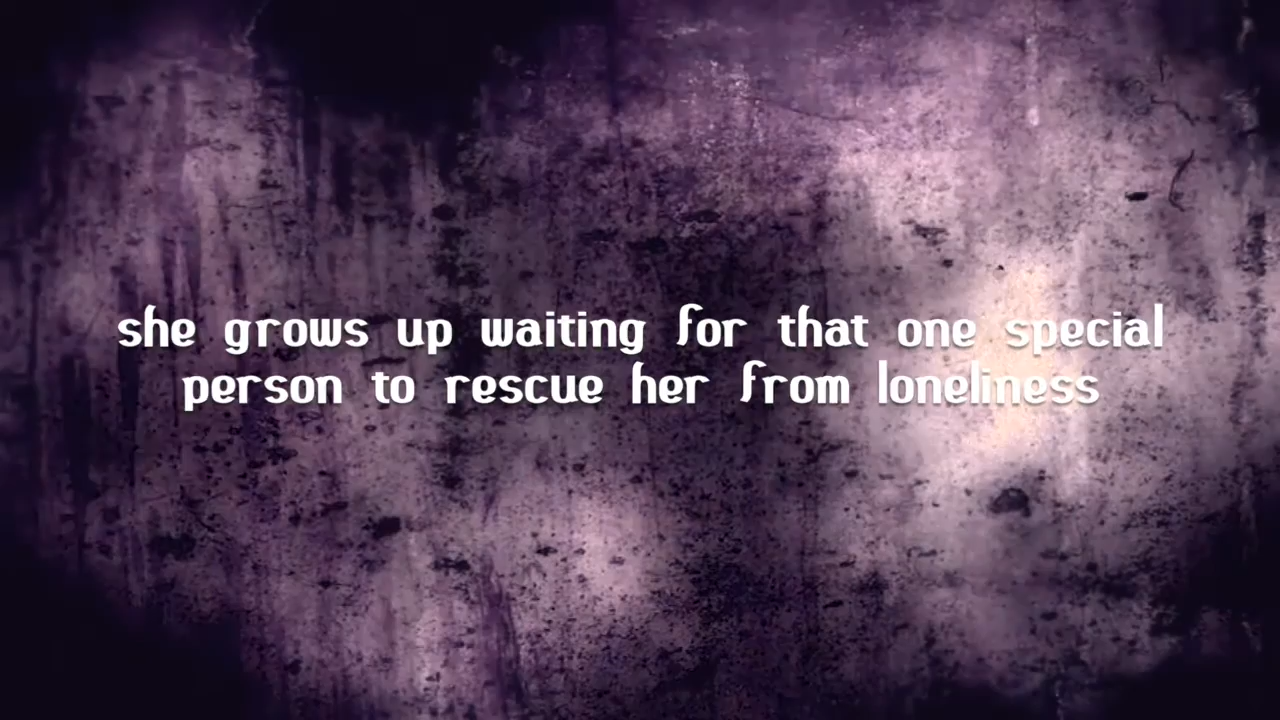 she grows up waiting for that one special
person to rescue her from loneliness